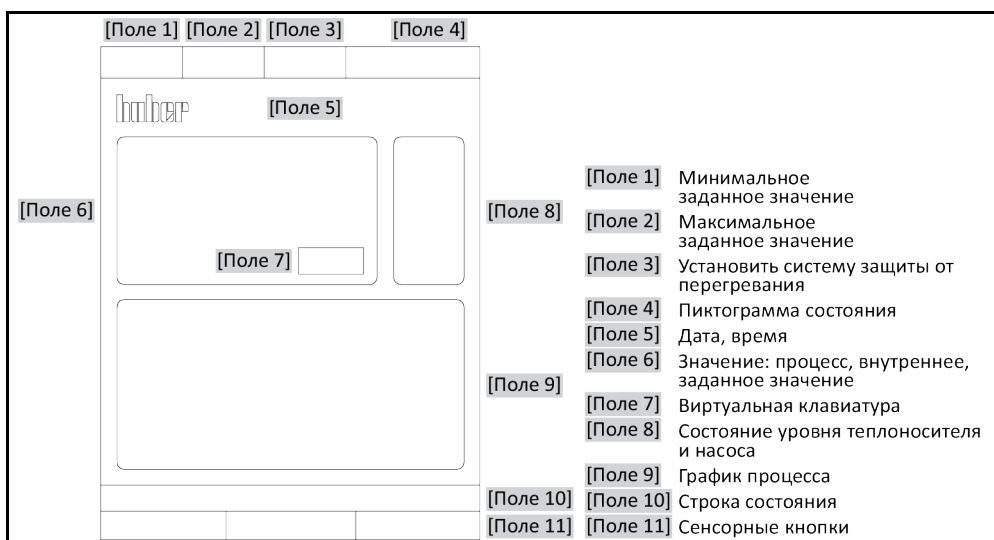 [Поле 1] [Поле 2] [Поле 3] [Поле 4]
huber
[Поле 5]
[Поле 6]
[Поле 7]
[Поле 8]
[Поле 9]
[Поле 10]
[Поле 11]
[Поле 1] Минимальное
заданное значение
[Поле 2] Максимальное
заданное значение
[Поле 3] Установить систему защиты от
перегревания
[Поле 4] Пиктограмма состояния
[Поле 5] Дата, время
[Поле 6] Значение: процесс, внутреннее,
заданное значение
[Поле 7] Виртуальная клавиатура
[Поле 8] Состояние уровня теплоносителя
и насоса
[Поле 9] График процесса
[Поле 10] Строка состояния
[Поле 11] Сенсорные кнопки